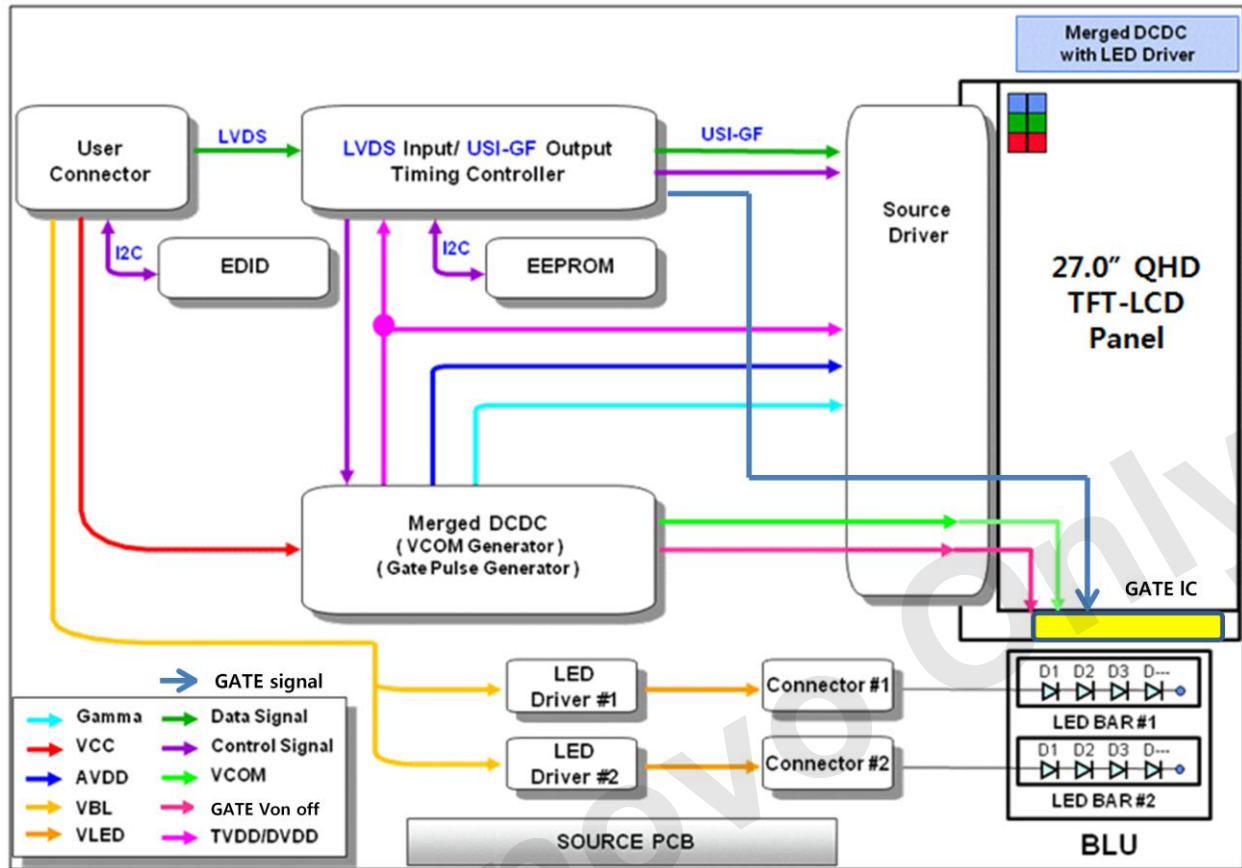 Merged DCDC
with LED Driver
User
Connector
LVDS
LVDS Input/ USI-GF Output
Timing Controller
USI-GF
Source
Driver
I2C
EDID
I2C
EEPROM
27.0” QHD
TFT-LCD
Panel
Merged DCDC
( VCOM Generator )
( Gate Pulse Generator )
GATE IC
LED
Driver #1
Connector #1
D1 D2 D3 D---
LED BAR #1
LED
Driver #2
Connector #2
D1 D2 D3 D---
LED BAR #2
BLU
GATE signal
Gamma
Data Signal
VCC
Control Signal
AVDD
VCOM
VBL
GATE Von off
VLED
TVDD/DVDD
SOURCE PCB
novo Only